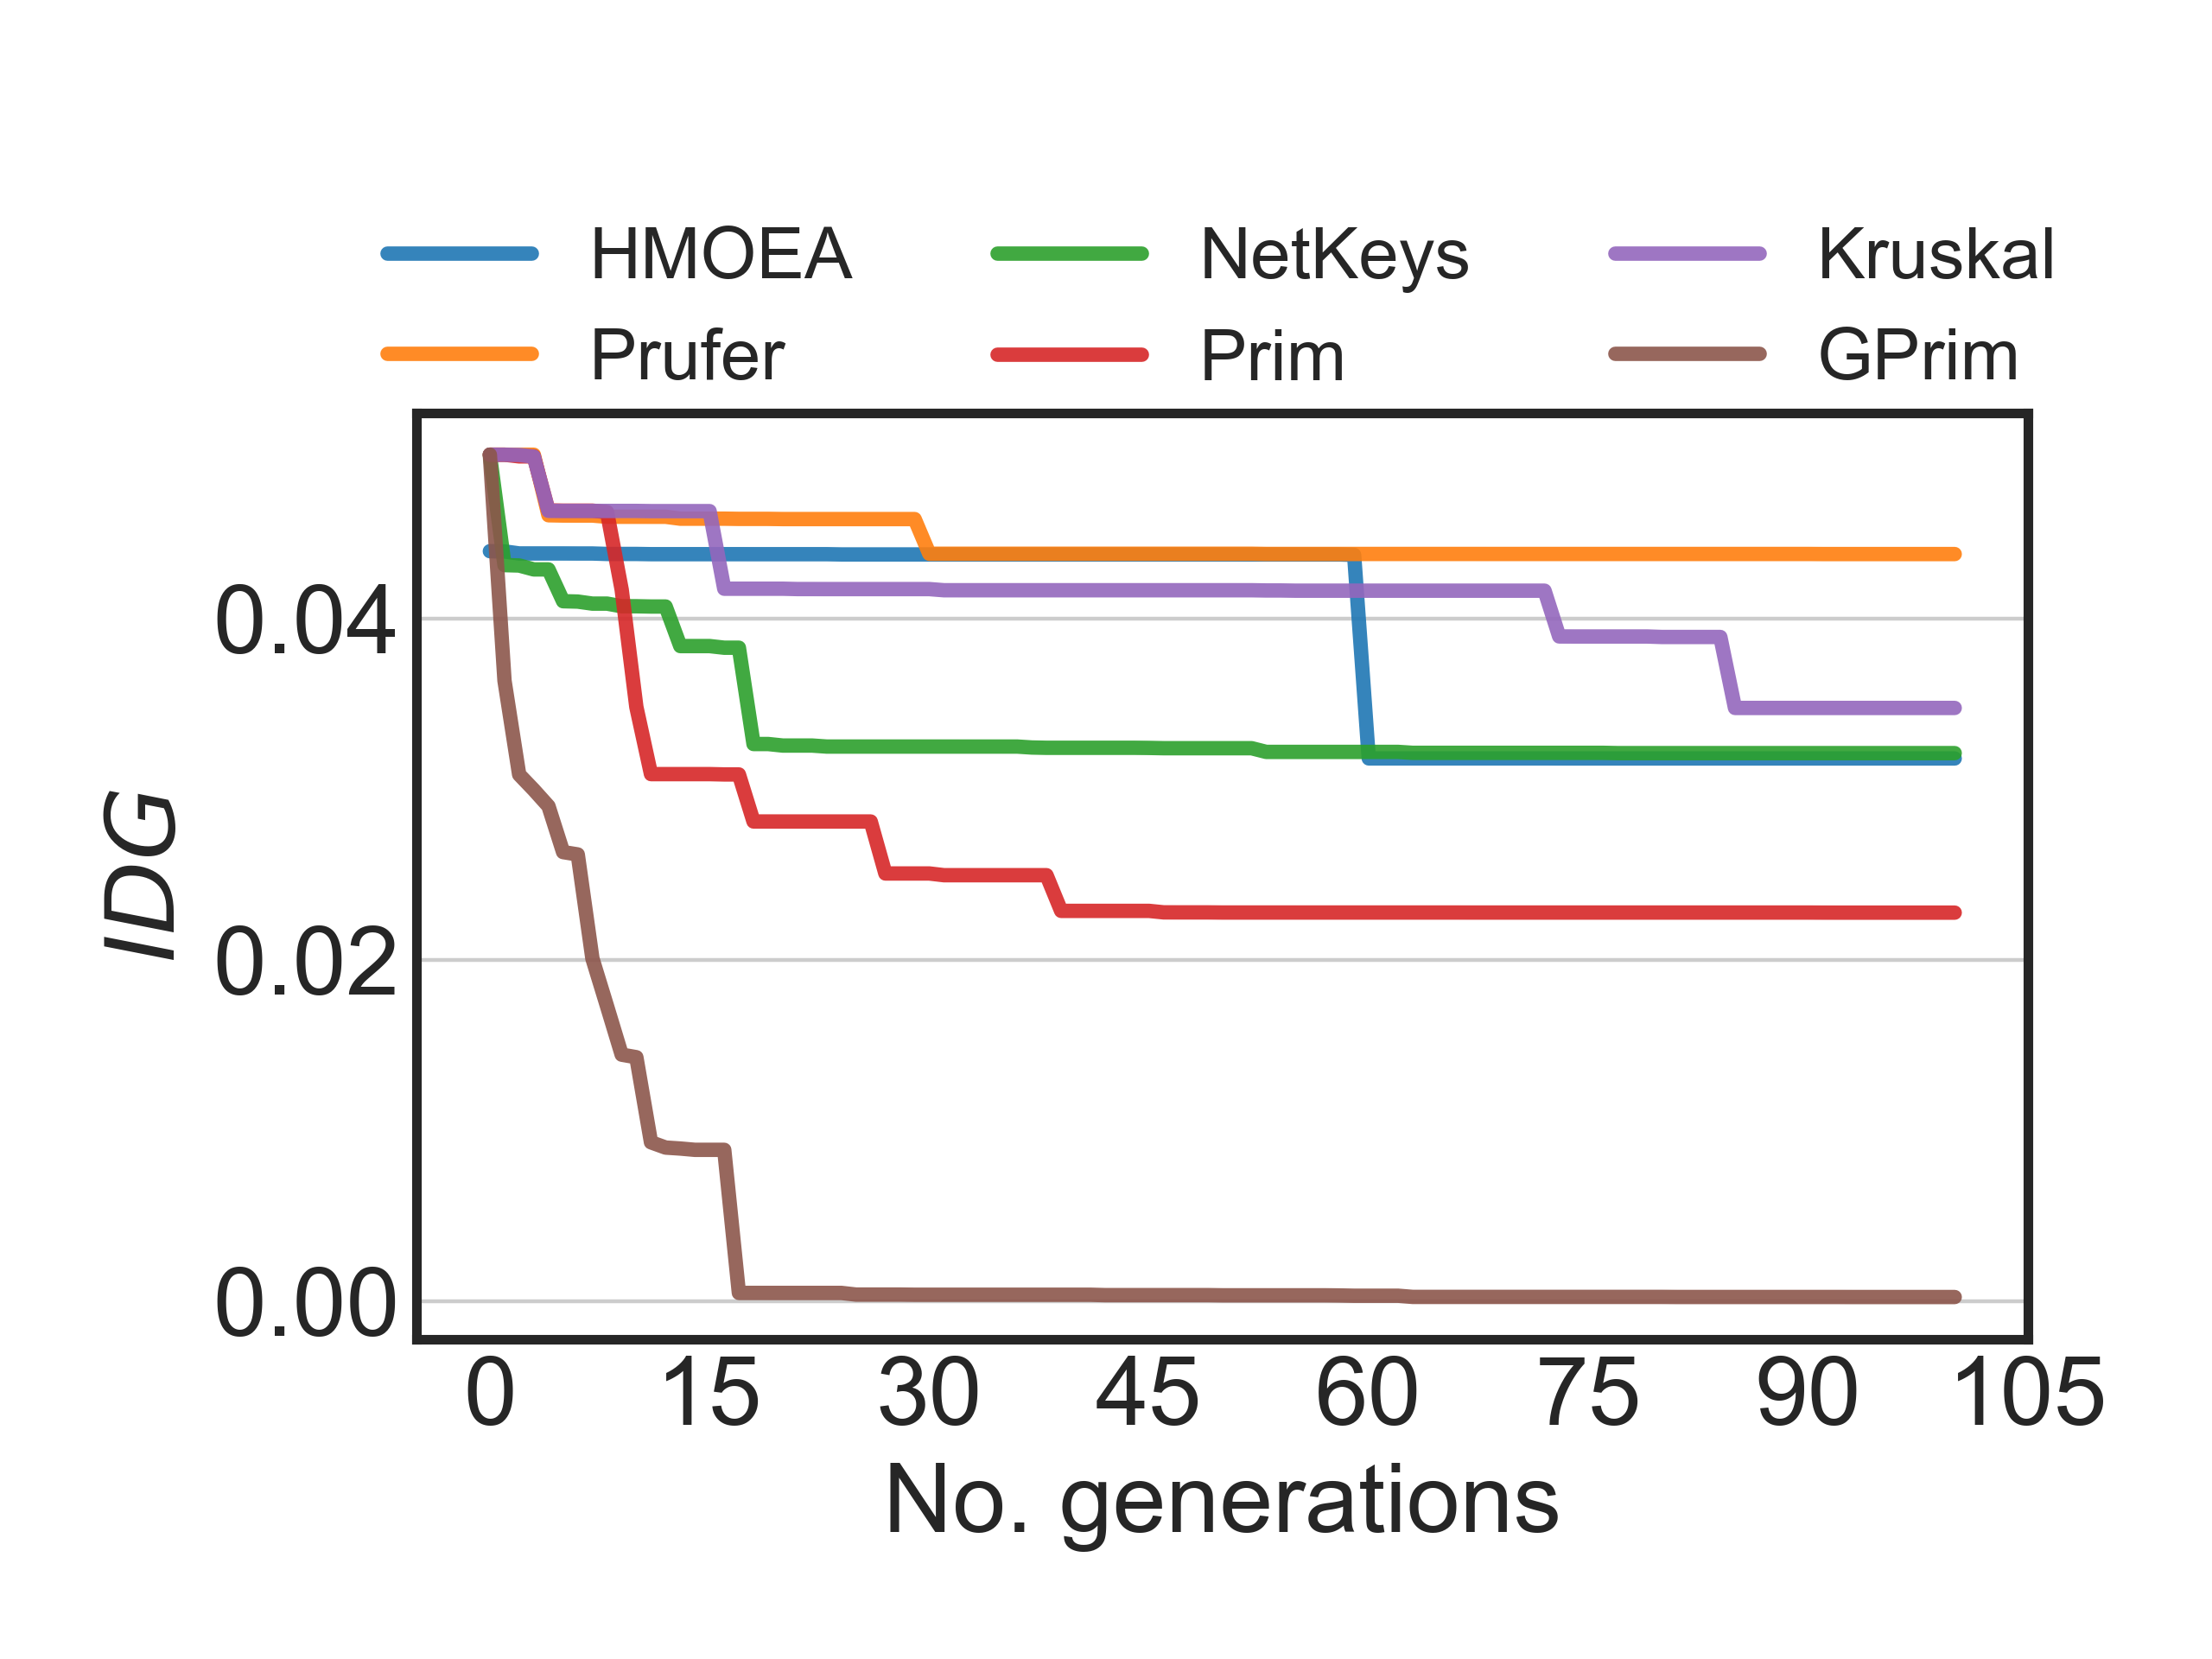 HMOEA NetKeys Kruskal
Prufer Prim GPrim
0.04
0.02
0.00
IDG
0 15 30 45 60 75 90 105
No. generations